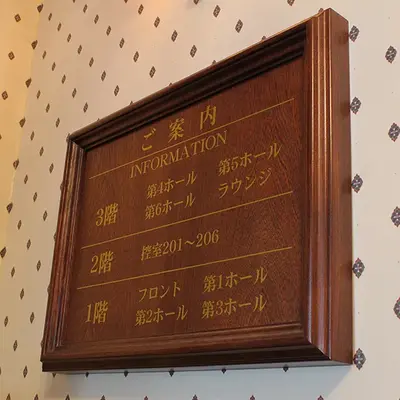 ご案内
INFORMATION
3階 第4ホール 第5ホール
第6ホール ラウンジ
2階 控室201～206
1階 フロント 第1ホール
第2ホール 第3ホール